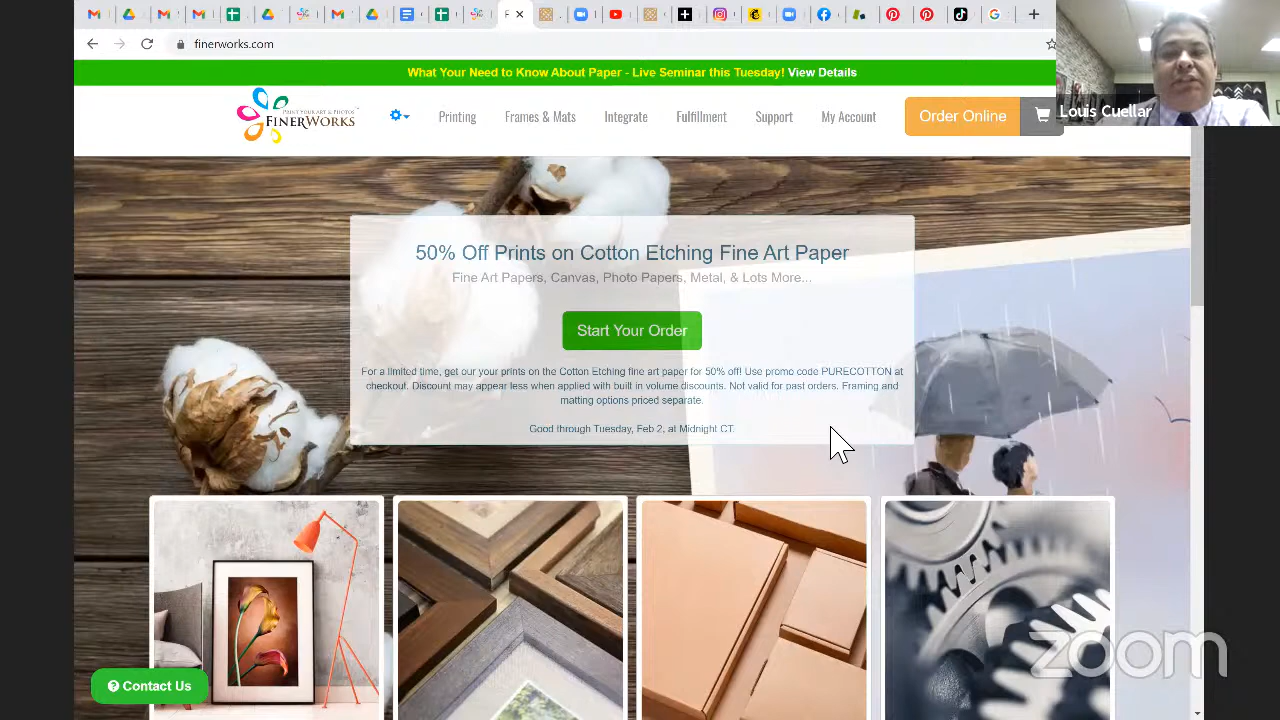 F
finerworks.com
What Your Need to Know About Paper - Live Seminar this Tuesday! View Details
PRINT YOUR ART & PHOTOS
FINERWORKS
Printing
Frames & Mats
Integrate
Fulfillment
Support
My Account
Order Online
Louis Cuellar
50% Off Prints on Cotton Etching Fine Art Paper
Fine Art Papers, Canvas, Photo Papers, Metal, & Lots More...
Start Your Order
For a limited time, get our your prints on the Cotton Etching fine art paper for 50% off! Use promo code PURECOTTON at
checkout. Discount may appear less when applied with built in volume discounts. Not valid for past orders. Framing and
matting options priced separate.
Good through Tuesday, Feb 2, at Midnight CT.
Contact Us
zoom